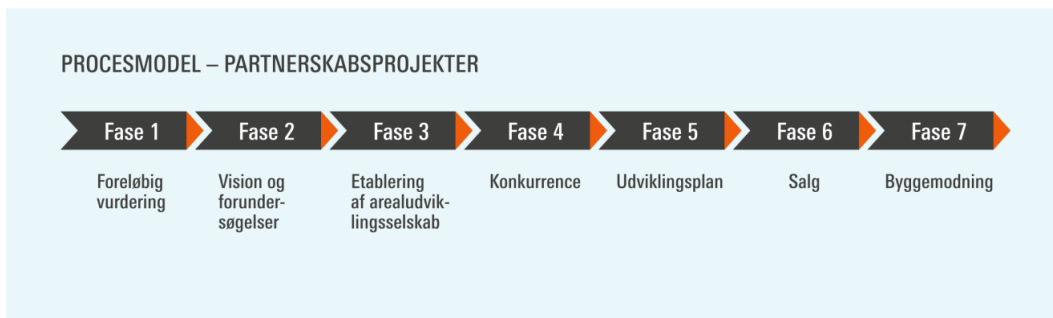 PROCESMODEL – PARTNERSKABSPROJEKTER
Fase 1
Fase 2
Fase 3
Fase 4
Fase 5
Fase 6
Fase 7
Foreløbig
vurdering
Vision og
forunder-
søgelser
Etablering
af arealudvik-
lingsselskab
Konkurrence
Udviklingsplan
Salg
Byggemodning